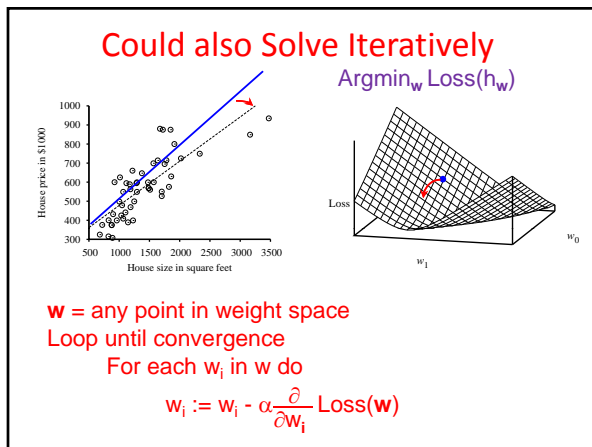 Could also Solve Iteratively
Argmin_w Loss(h_w)
House price in $1000
1000
900
800
700
600
500
400
300
500 1000 1500 2000 2500 3000 3500
House size in square feet
Loss
w_0
w_1
w = any point in weight space
Loop until convergence
For each w_i in w do
w_i := w_i - α ∂/∂w_i Loss(w)